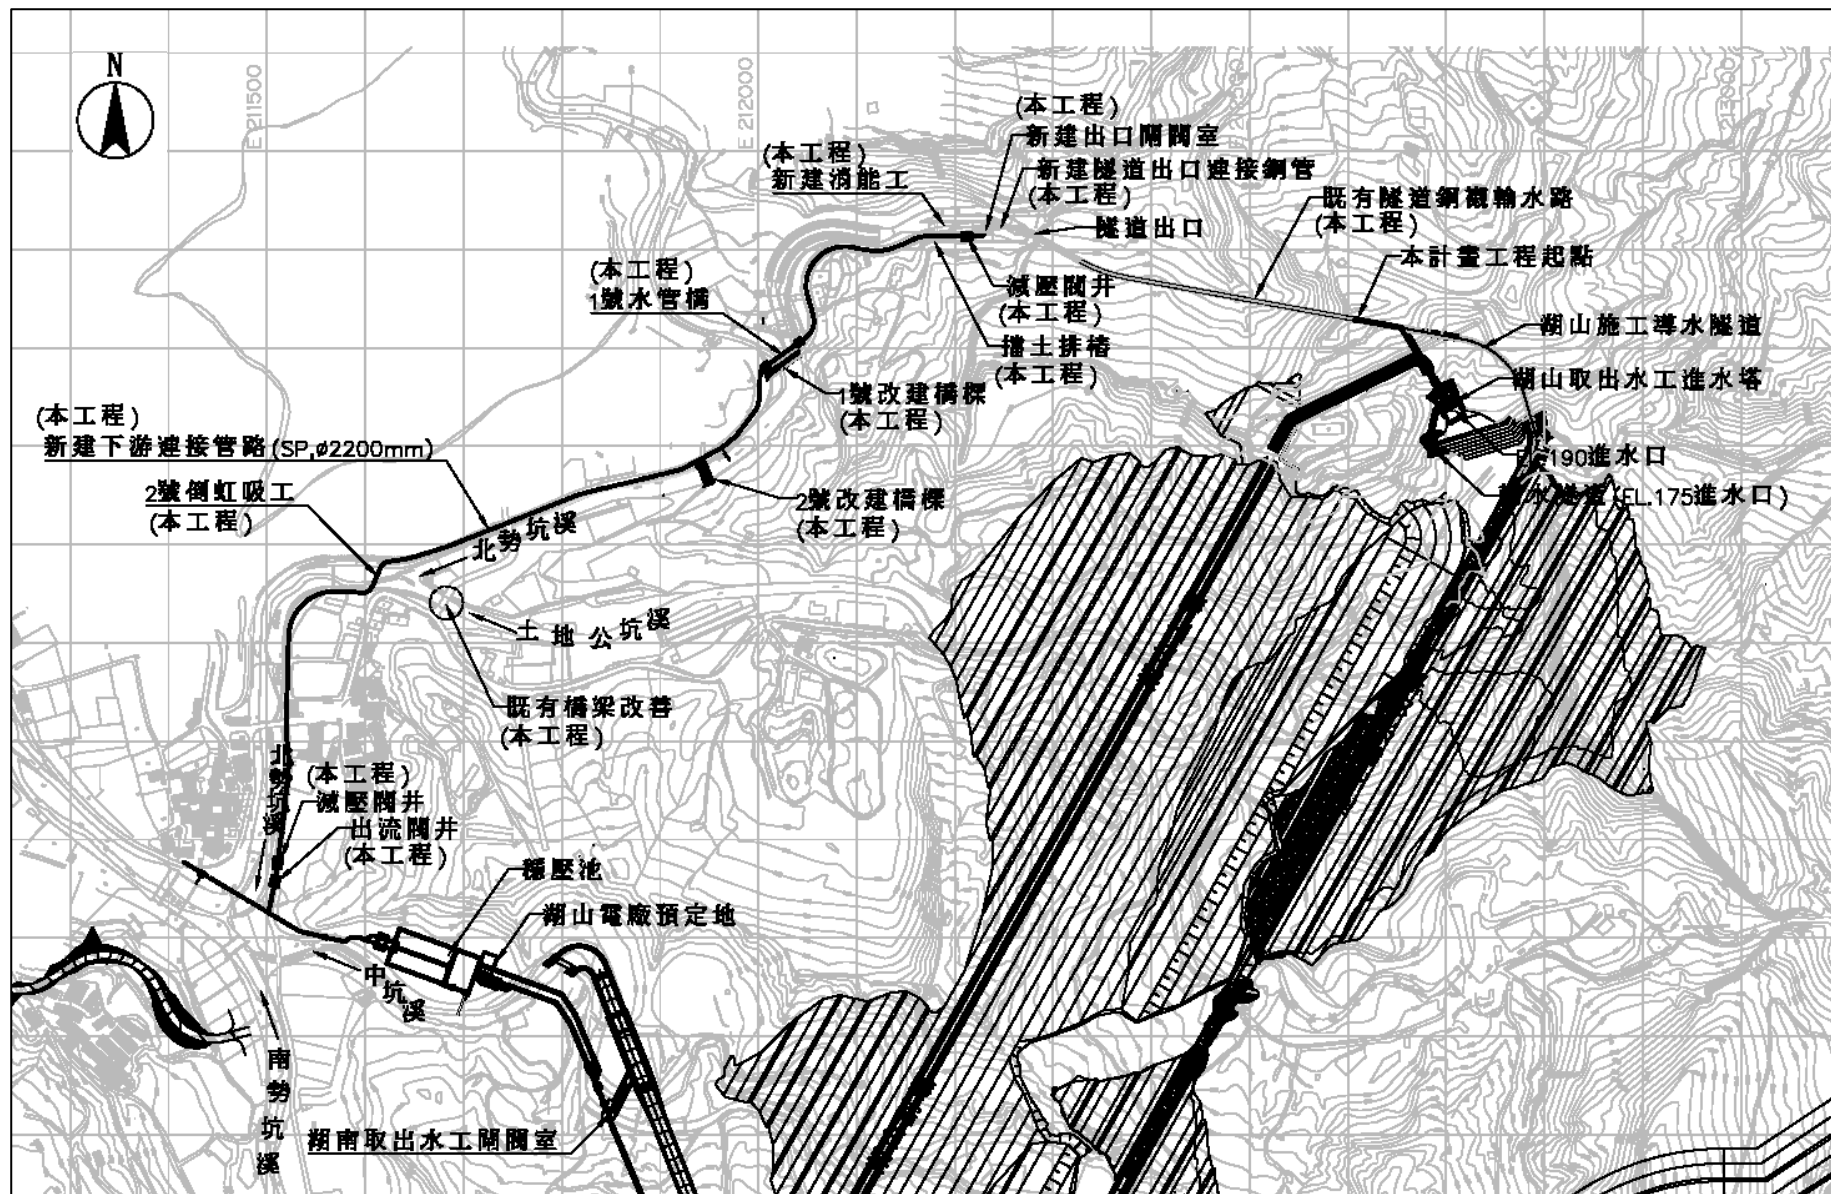 N
E 211500
E 212000
(本工程)
新建出口閘閥室
(本工程)
新建消能工
新建隧道出口連接鋼管
(本工程)
隧道出口
既有隧道鋼襯輸水路
(本工程)
本計畫工程起點
(本工程)
1號水管橋
減壓閥井
(本工程)
擋土排樁
(本工程)
湖山施工導水隧道
湖山取出水工進水塔
1號改建橋樑
(本工程)
(本工程)
新建下游連接管路(SP,ø2200mm)
190進水口
水隧道(EL.175進水口)
2號倒虹吸工
(本工程)
2號改建橋樑
(本工程)
北勢坑溪
土地公坑溪
既有橋梁改善
(本工程)
北勢坑溪
(本工程)
減壓閥井
出流閥井
(本工程)
穩壓池
湖山電廠預定地
中坑溪
南勢坑溪
湖南取出水工閘閥室